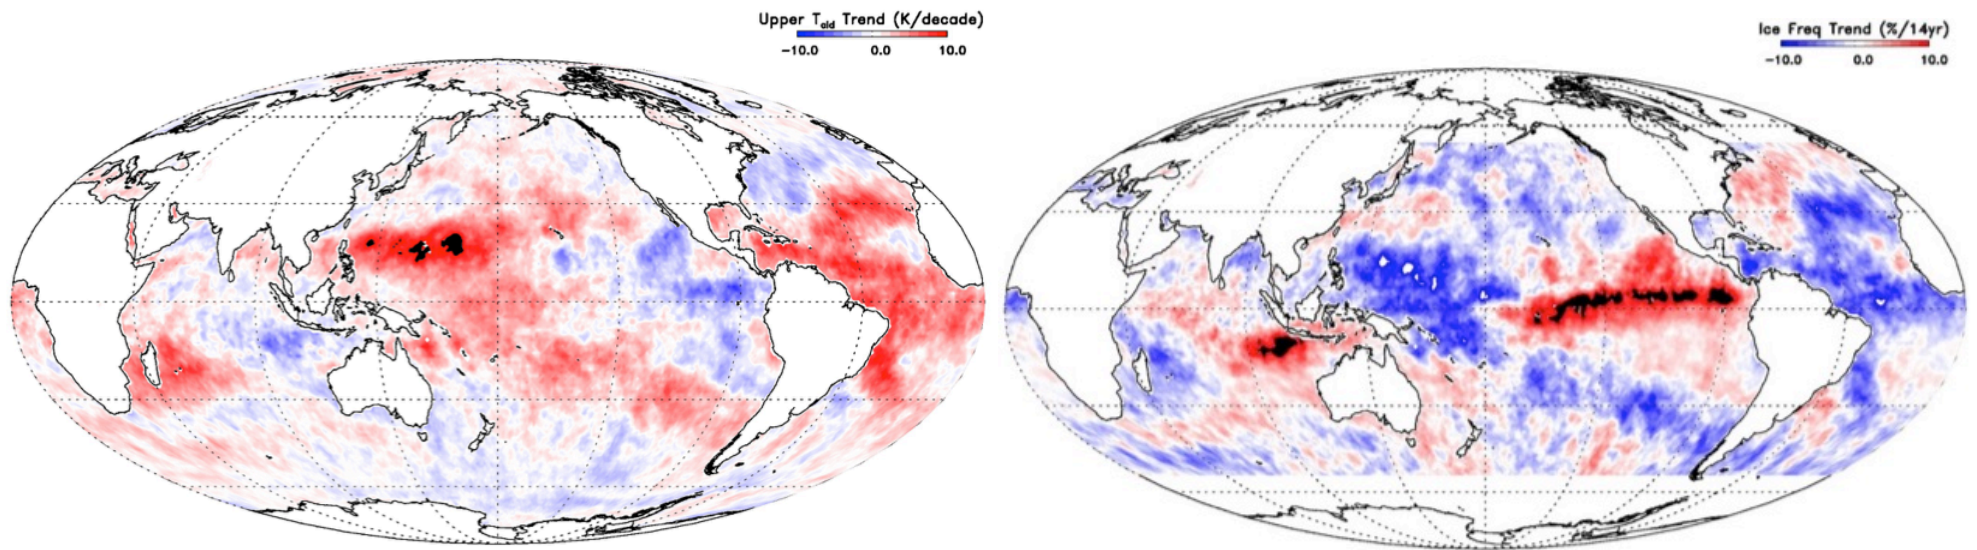 Upper T_cld Trend (K/decade)
-10.0 0.0 10.0
Ice Freq Trend (%/14yr)
-10.0 0.0 10.0